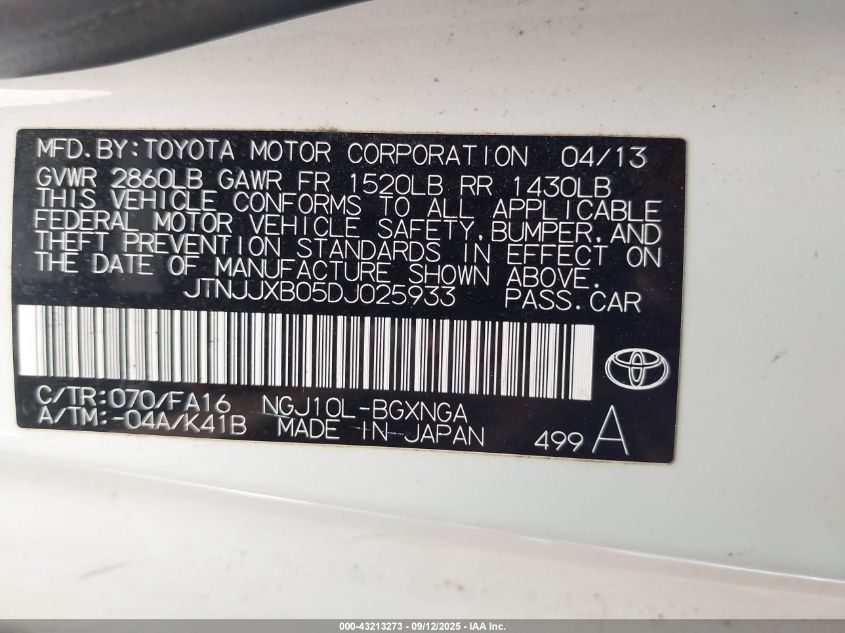 MFD.BY:TOYOTA MOTOR CORPORATION 04/13
GVWR 2860LB GAWR FR 1520LB RR 1430LB
THIS VEHICLE CONFORMS TO ALL APPLICABLE
FEDERAL MOTOR VEHICLE SAFETY,BUMPER,AND
THEFT PREVENTION STANDARDS IN EFFECT ON
THE DATE OF MANUFACTURE SHOWN ABOVE.
JTNJJXB05DJ025933 PASS.CAR
C/TR:070/FA16 NGJ10L-BGXNGA
A/TM:-04A/K41B MADE IN JAPAN 499 A
000-43213273 - 09/12/2025 - IAA Inc.